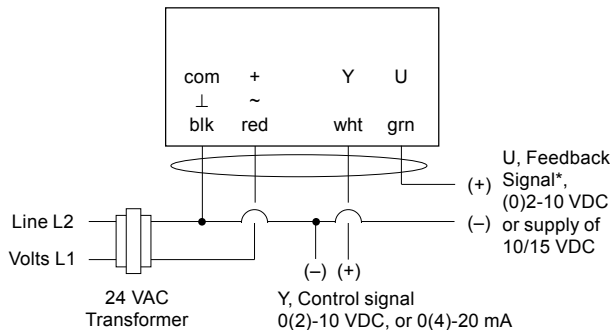 com + Y U
⊥ ~
blk red wht grn
U, Feedback
(+) Signal*,
(0)2-10 VDC
Line L2 (–) or supply of
10/15 VDC
Volts L1
(–) (+)
24 VAC
Transformer
Y, Control signal
0(2)-10 VDC, or 0(4)-20 mA